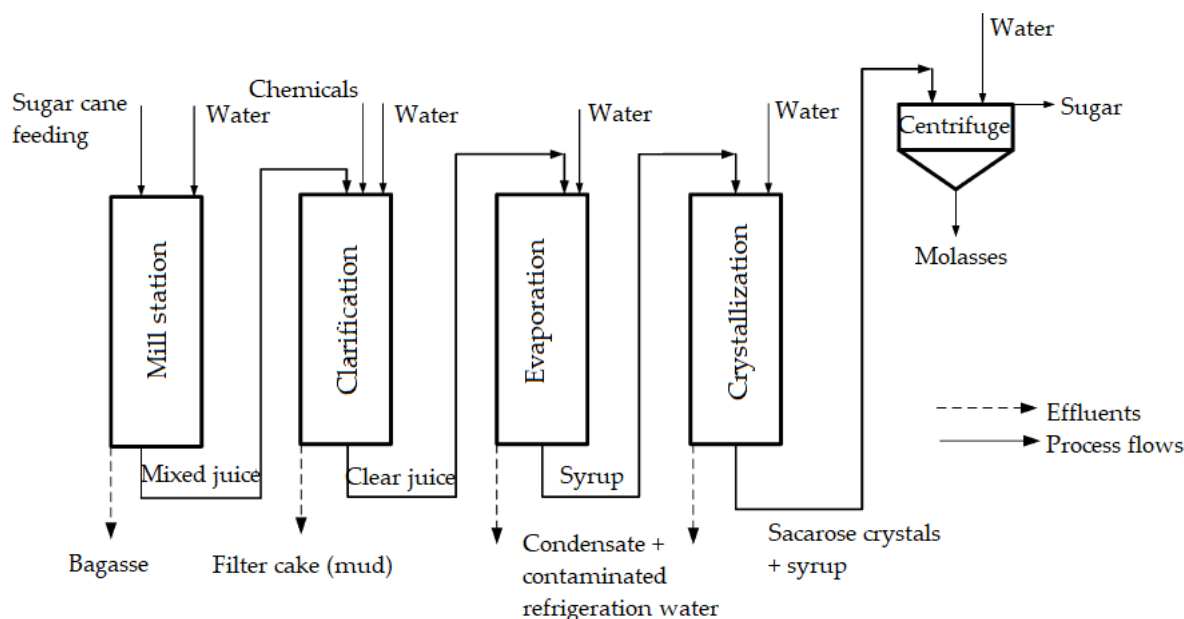 Water
Chemicals
Sugar cane
feeding
Water
Water
Water
Water
Centrifuge
Sugar
Molasses
Mill station
Clarification
Evaporation
Crystallization
Effluents
Process flows
Mixed juice
Clear juice
Syrup
Sacarose crystals
+ syrup
Bagasse
Filter cake (mud)
Condensate +
contaminated
refrigeration water